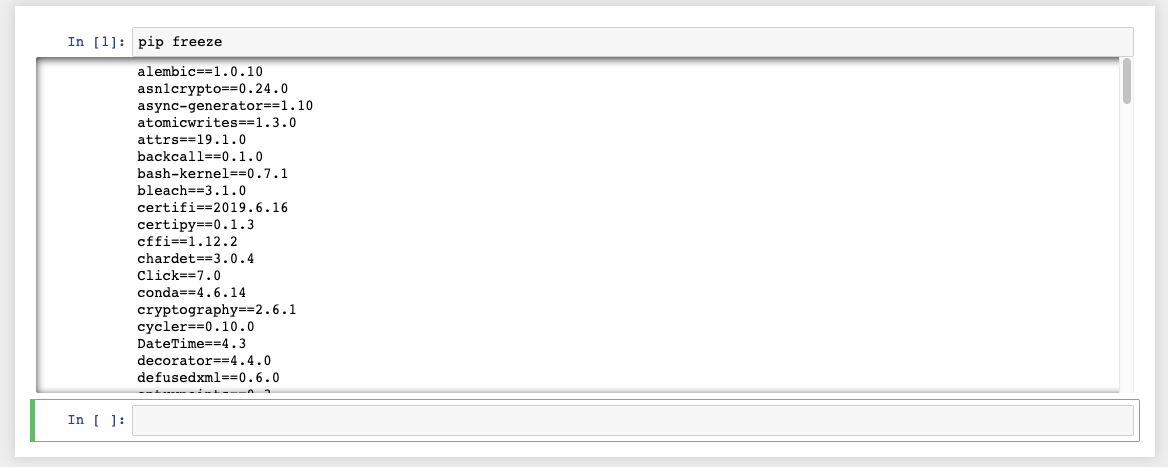 In [1]: pip freeze
alembic==1.0.10
asn1crypto==0.24.0
async-generator==1.10
atomicwrites==1.3.0
attrs==19.1.0
backcall==0.1.0
bash-kernel==0.7.1
bleach==3.1.0
certifi==2019.6.16
certipy==0.1.3
cffi==1.12.2
chardet==3.0.4
Click==7.0
conda==4.6.14
cryptography==2.6.1
cycler==0.10.0
DateTime==4.3
decorator==4.4.0
defusedxml==0.6.0
In [ ]: